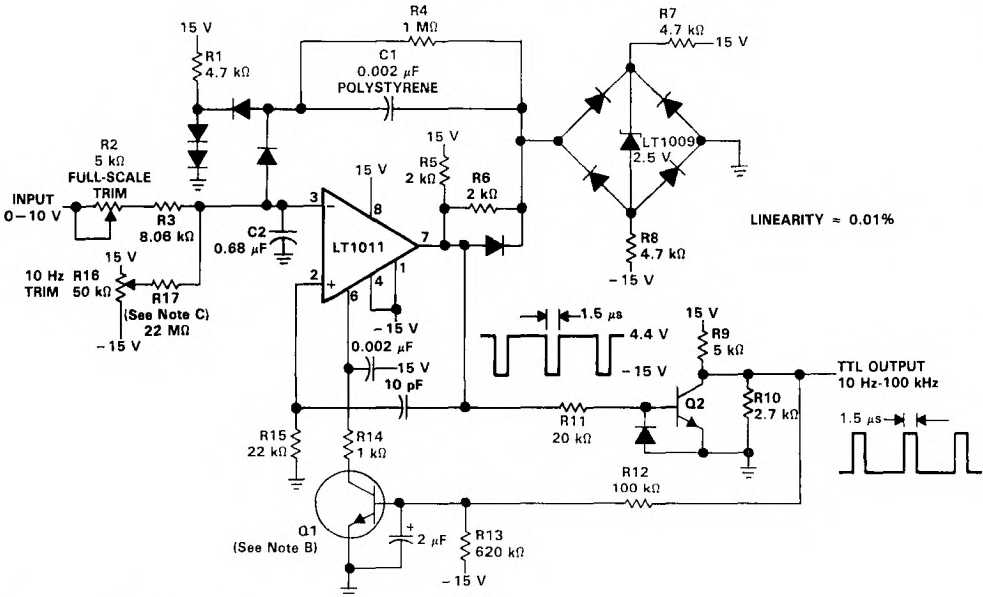 R4
1 MΩ
15 V
R1
4.7 kΩ
C1
0.002 μF
POLYSTYRENE
R7
4.7 kΩ
15 V
LT1009
2.5 V
R2
5 kΩ
FULL-SCALE
TRIM
INPUT
0–10 V
R3
8.06 kΩ
C2
0.68 μF
15 V
3
−
8
LT1011
7
2
+
6
4
1
−15 V
15 V
R5
2 kΩ
R6
2 kΩ
R8
4.7 kΩ
−15 V
LINEARITY ≈ 0.01%
15 V
10 Hz
TRIM
R16
50 kΩ
−15 V
R17
(See Note C)
22 MΩ
0.002 μF
15 V
10 pF
1.5 μs
4.4 V
−15 V
15 V
R9
5 kΩ
TTL OUTPUT
10 Hz-100 kHz
Q2
R10
2.7 kΩ
1.5 μs
R11
20 kΩ
R15
22 kΩ
R14
1 kΩ
R12
100 kΩ
Q1
(See Note B)
+
2 μF
R13
620 kΩ
−15 V